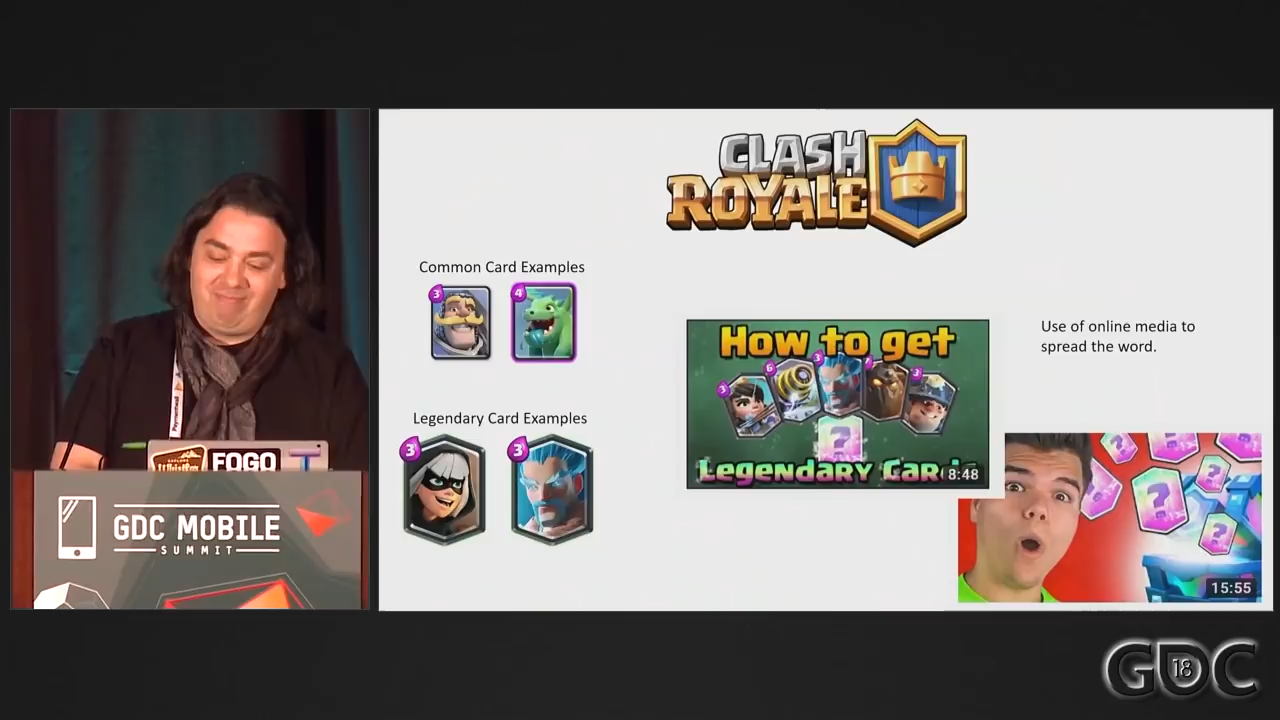 CLASH
ROYALE
Common Card Examples
3
4
Legendary Card Examples
3
3
How to get
3
6
3
3
?
Legendary Car
8:48
Use of online media to
spread the word.
?
?
?
?
15:55
FOGO
T
GDC MOBILE
SUMMIT
GDC
18